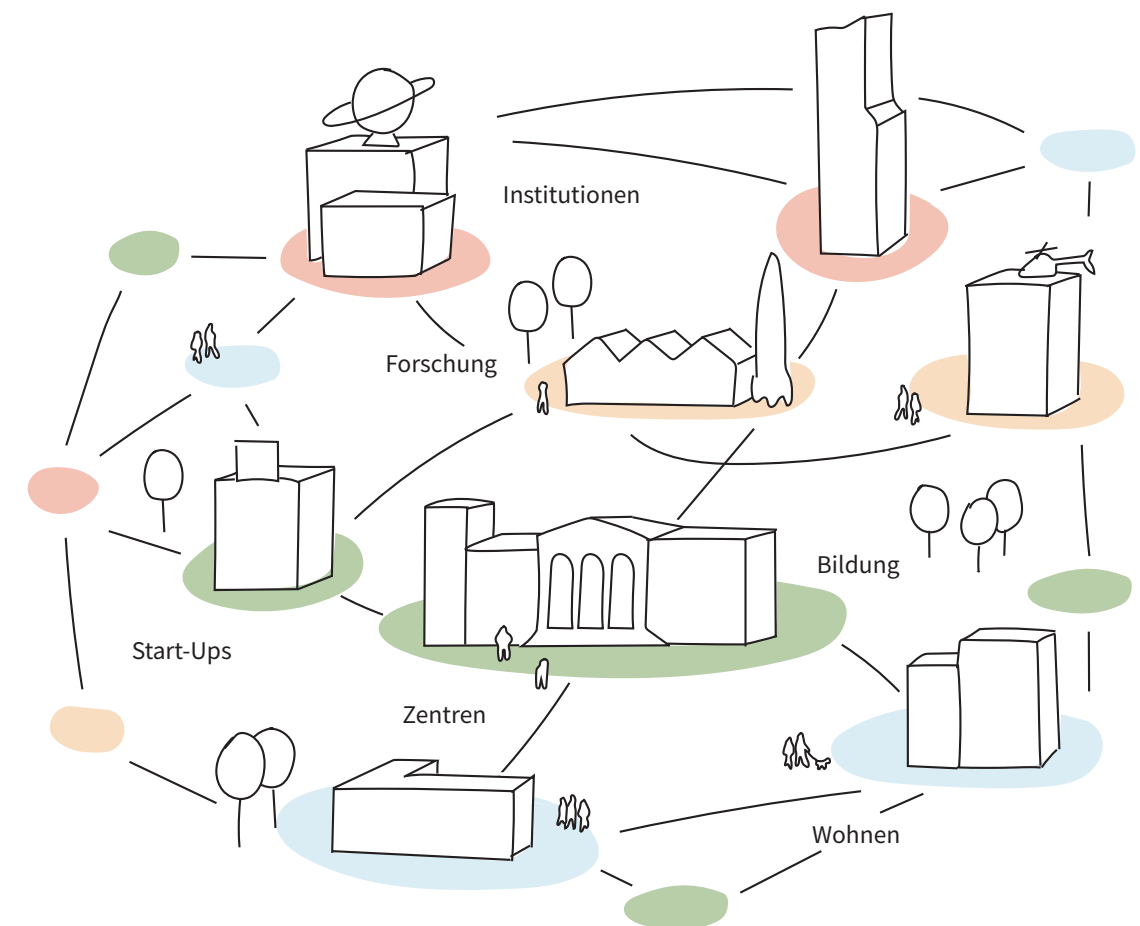 Institutionen
Forschung
Bildung
Start-Ups
Zentren
Wohnen